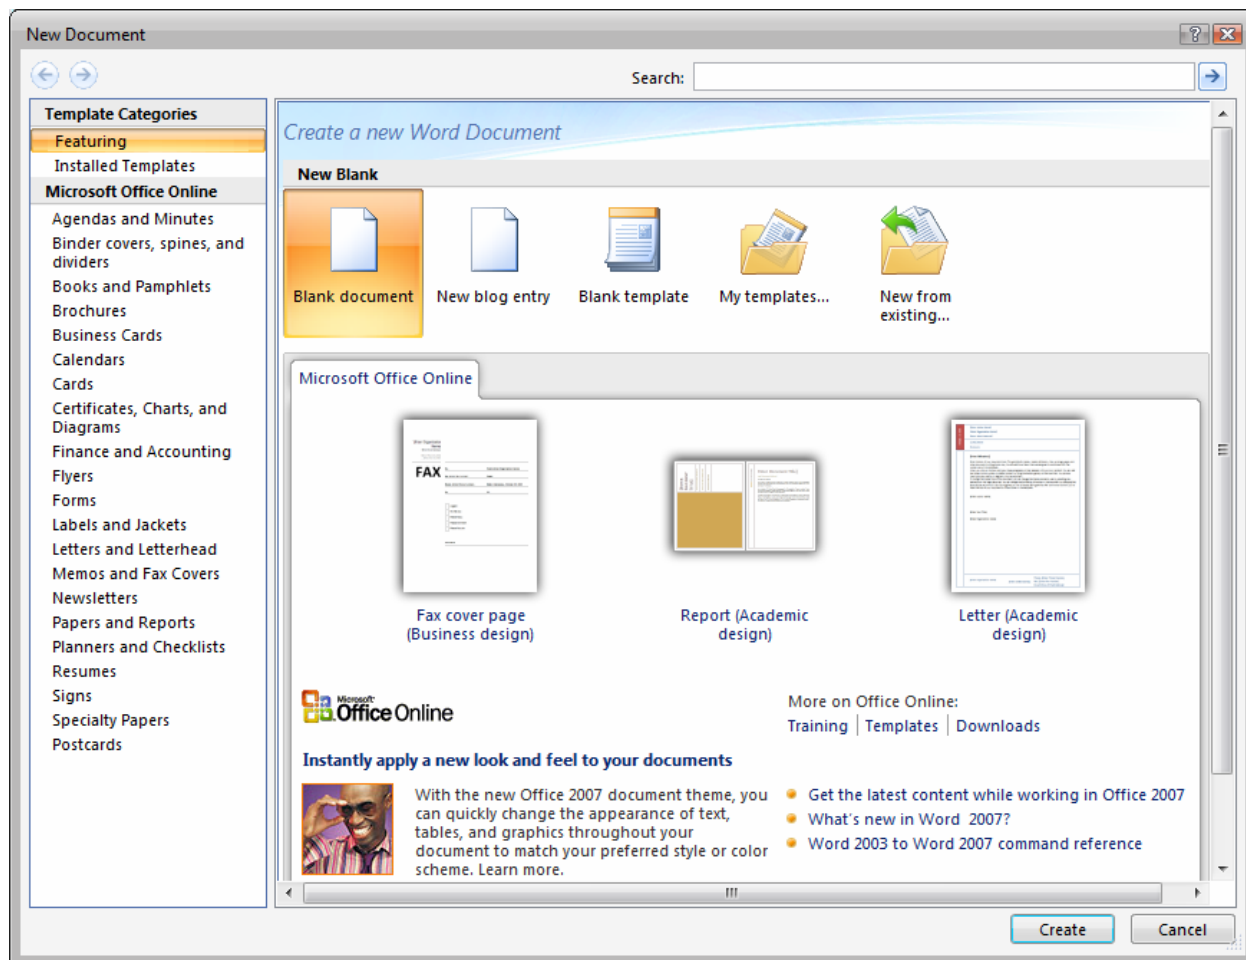 New Document
Search:
Template Categories
Featuring
Installed Templates
Microsoft Office Online
Agendas and Minutes
Binder covers, spines, and
dividers
Books and Pamphlets
Brochures
Business Cards
Calendars
Cards
Certificates, Charts, and
Diagrams
Finance and Accounting
Flyers
Forms
Labels and Jackets
Letters and Letterhead
Memos and Fax Covers
Newsletters
Papers and Reports
Planners and Checklists
Resumes
Signs
Specialty Papers
Postcards
Create a new Word Document
New Blank
Blank document
New blog entry
Blank template
My templates...
New from
existing...
Microsoft Office Online
FAX
Fax cover page
(Business design)
Report (Academic
design)
Letter (Academic
design)
Microsoft
Office Online
More on Office Online:
Training | Templates | Downloads
Instantly apply a new look and feel to your documents
With the new Office 2007 document theme, you
can quickly change the appearance of text,
tables, and graphics throughout your
document to match your preferred style or color
scheme. Learn more.
Get the latest content while working in Office 2007
What's new in Word 2007?
Word 2003 to Word 2007 command reference
Create
Cancel